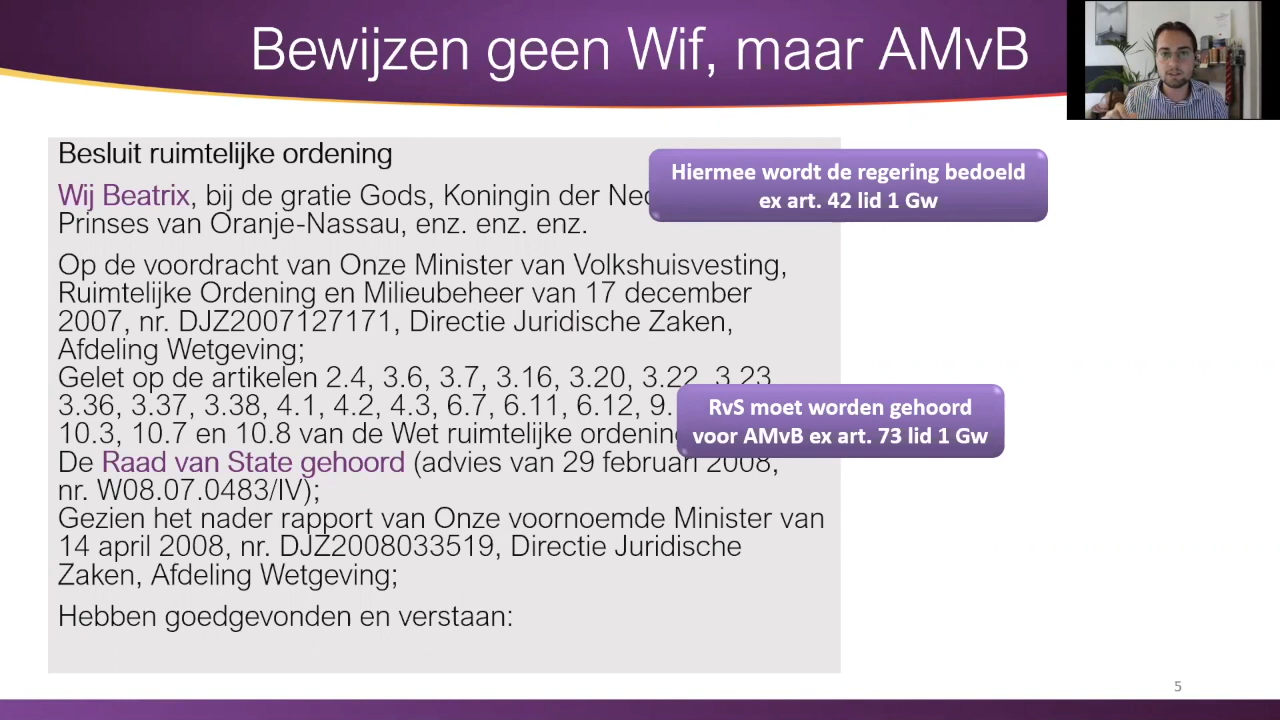 Bewijzen geen Wif, maar AMvB
Besluit ruimtelijke ordening
Wij Beatrix, bij de gratie Gods, Koningin der
Prinses van Oranje-Nassau, enz. enz. enz.
Hiermee wordt de regering bedoeld
ex art. 42 lid 1 Gw
Op de voordracht van Onze Minister van Volkshuisvesting,
Ruimtelijke Ordening en Milieubeheer van 17 december
2007, nr. DJZ2007127171, Directie Juridische Zaken,
Afdeling Wetgeving;
Gelet op de artikelen 2.4, 3.6, 3.7, 3.16, 3.20, 3.22, 3.23
3.36, 3.37, 3.38, 4.1, 4.2, 4.3, 6.7, 6.11, 6.12,
10.3, 10.7 en 10.8 van de Wet ruimtelijke
RvS moet worden gehoord
voor AMvB ex art. 73 lid 1 Gw
De Raad van State gehoord (advies van 29 februari 2008,
nr. W08.07.0483/IV);
Gezien het nader rapport van Onze voornoemde Minister van
14 april 2008, nr. DJZ2008033519, Directie Juridische
Zaken, Afdeling Wetgeving;
Hebben goedgevonden en verstaan:
5